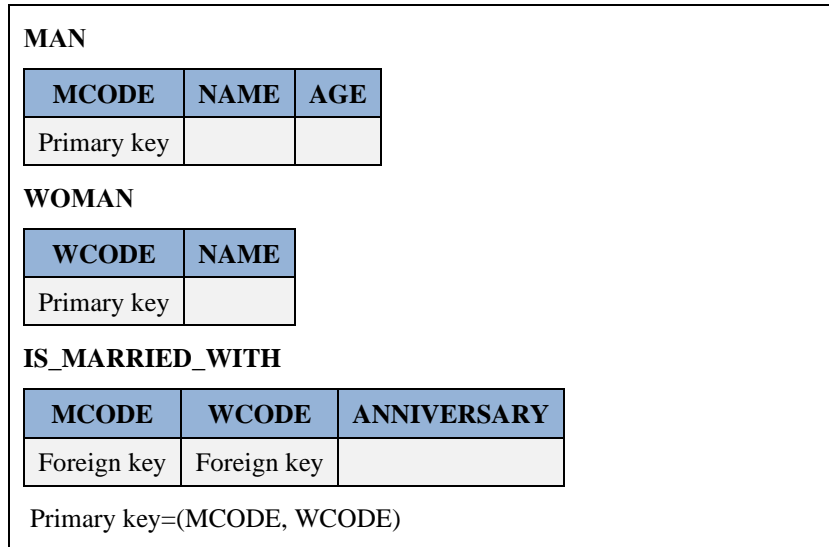 MAN
MCODE NAME AGE
Primary key
WOMAN
WCODE NAME
Primary key
IS_MARRIED_WITH
MCODE WCODE ANNIVERSARY
Foreign key Foreign key
Primary key=(MCODE, WCODE)